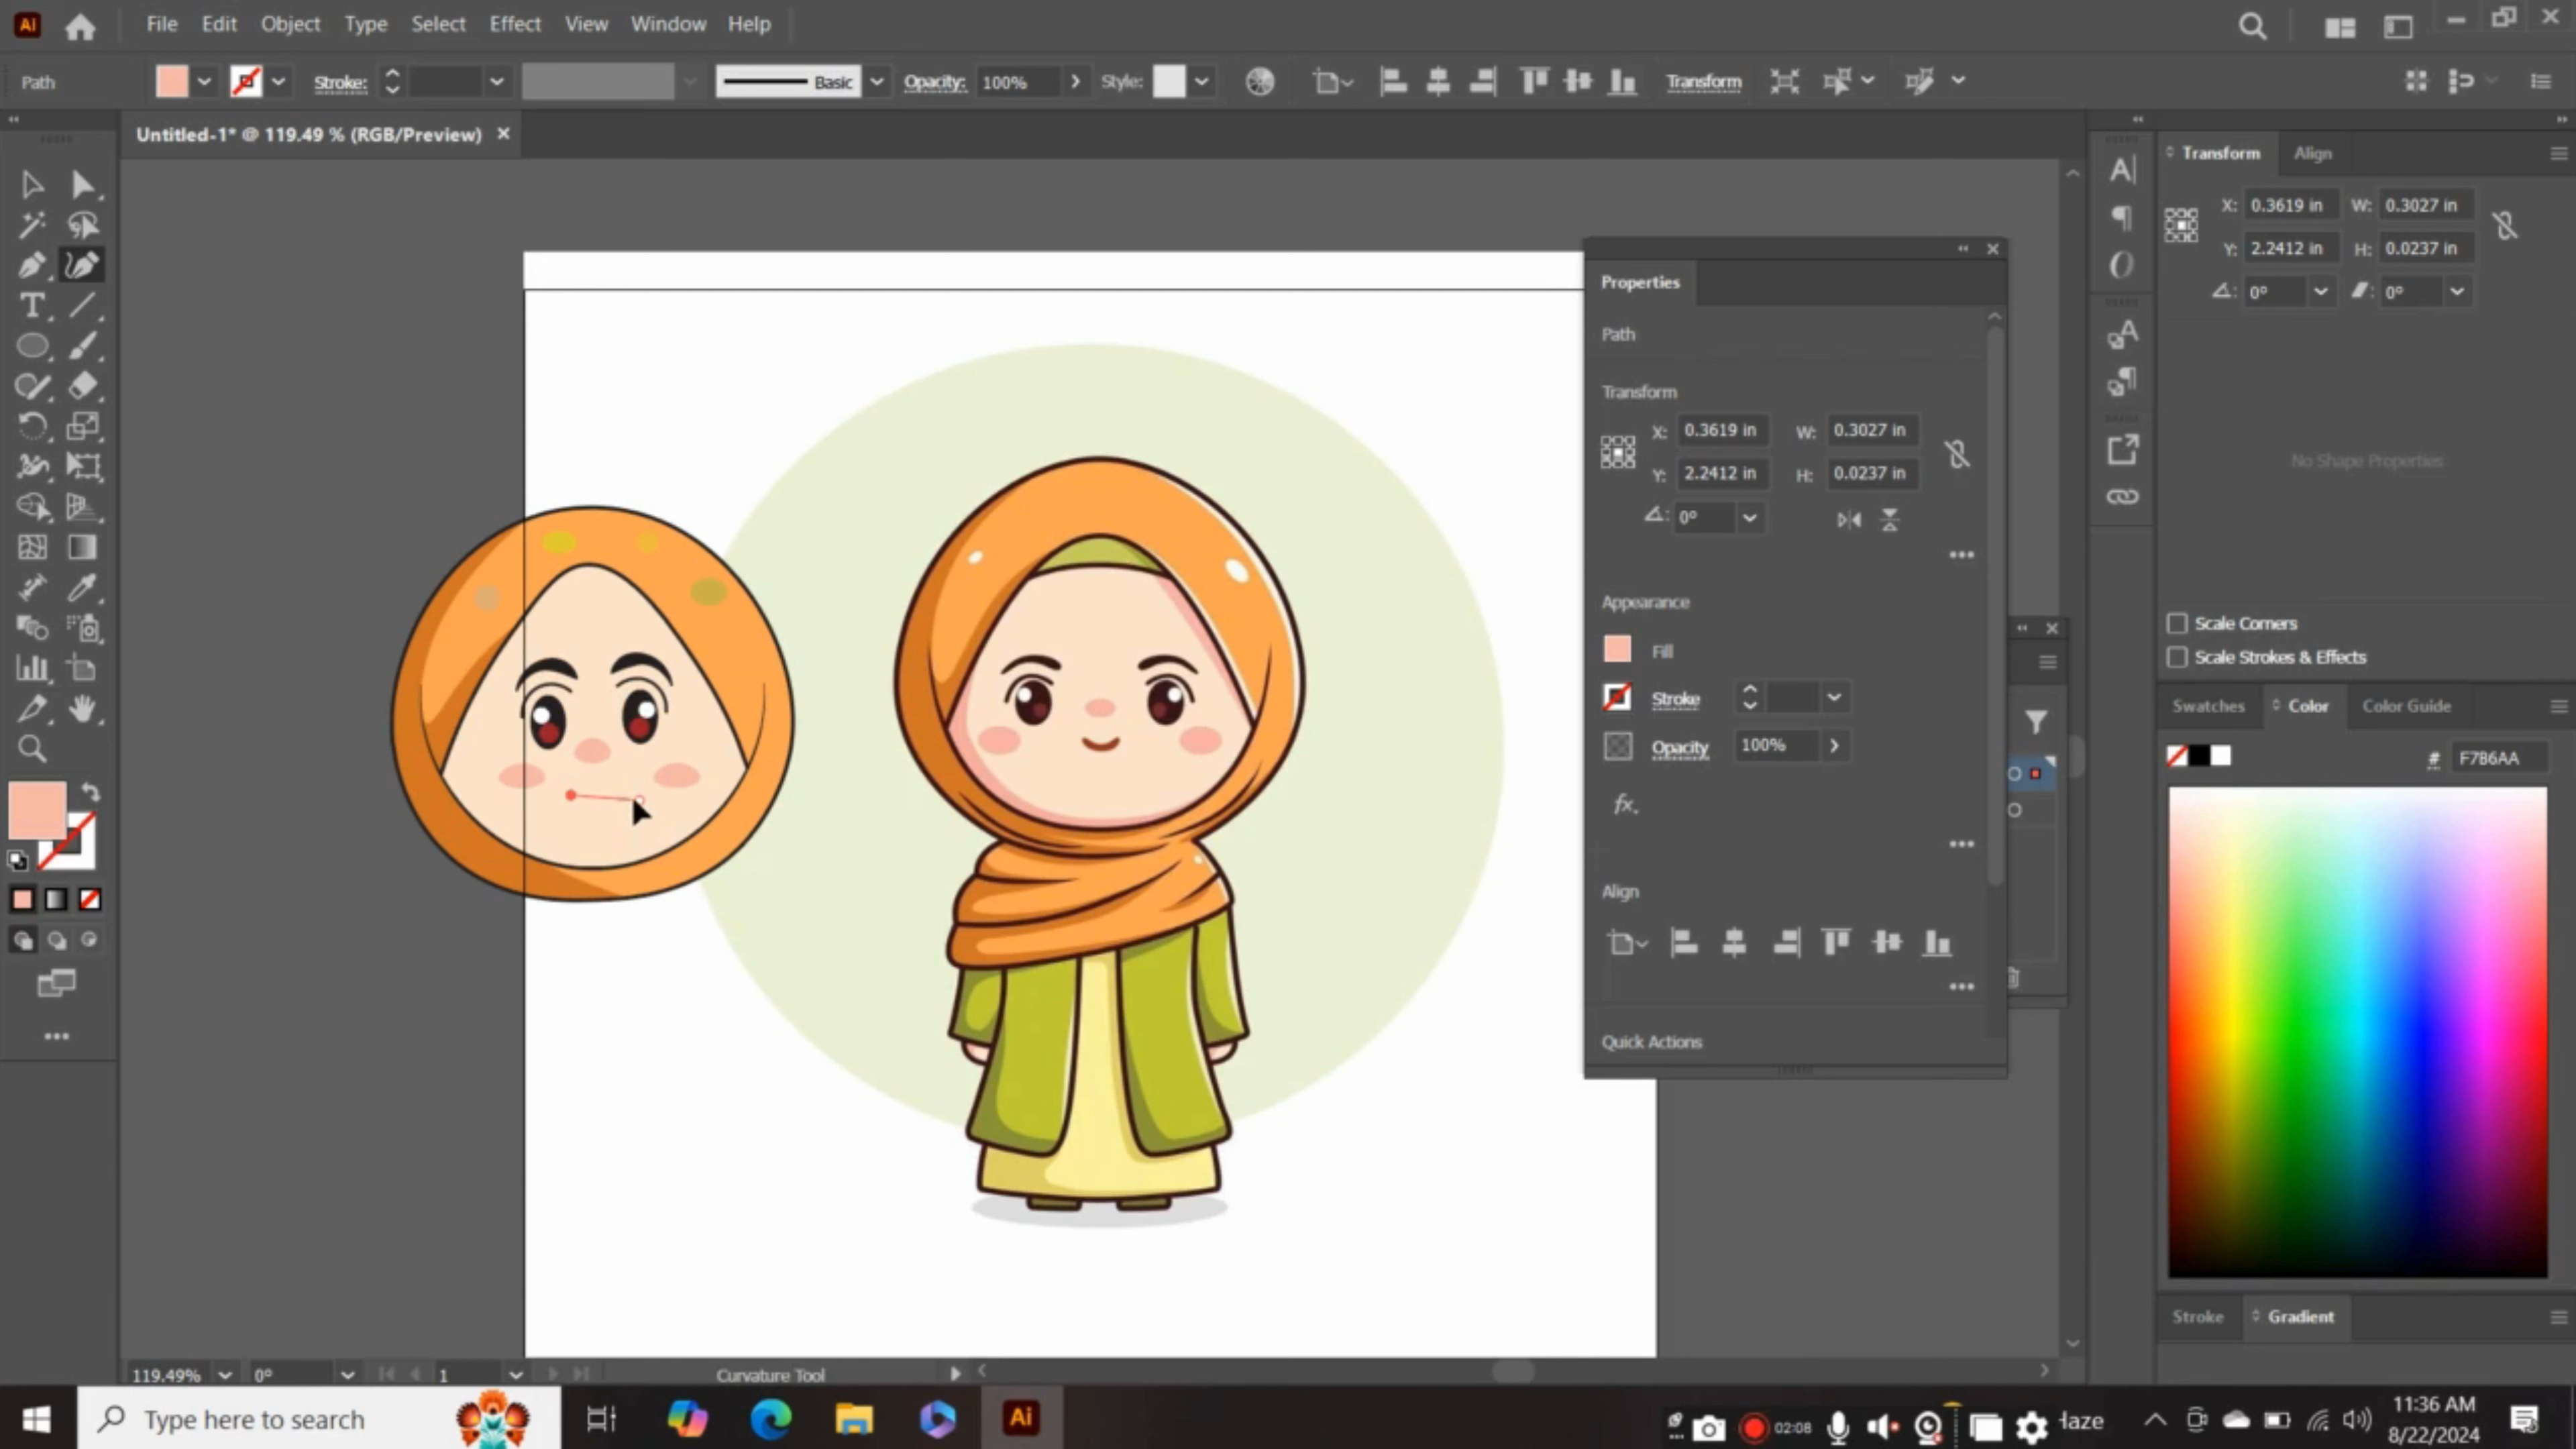 Ai File Edit Object Type Select Effect View Window Help
Path Stroke: Basic Opacity: 100% Style: Transform
Untitled-1* @ 119.49 % (RGB/Preview)
Transform Align
X: 0.3619 in W: 0.3027 in
Y: 2.2412 in H: 0.0237 in
0° 0°
No Shape Properties
Scale Corners
Scale Strokes & Effects
Properties
Path
Transform
X: 0.3619 in W: 0.3027 in
Y: 2.2412 in H: 0.0237 in
0°
Appearance
Fill
Stroke
Opacity 100%
fx.
Align
Quick Actions
Swatches Color Color Guide
# F7B6AA
Stroke Gradient
119.49% 0° 1 Curvature Tool
Type here to search
Ai
02:08
Haze
11:36 AM
8/22/2024